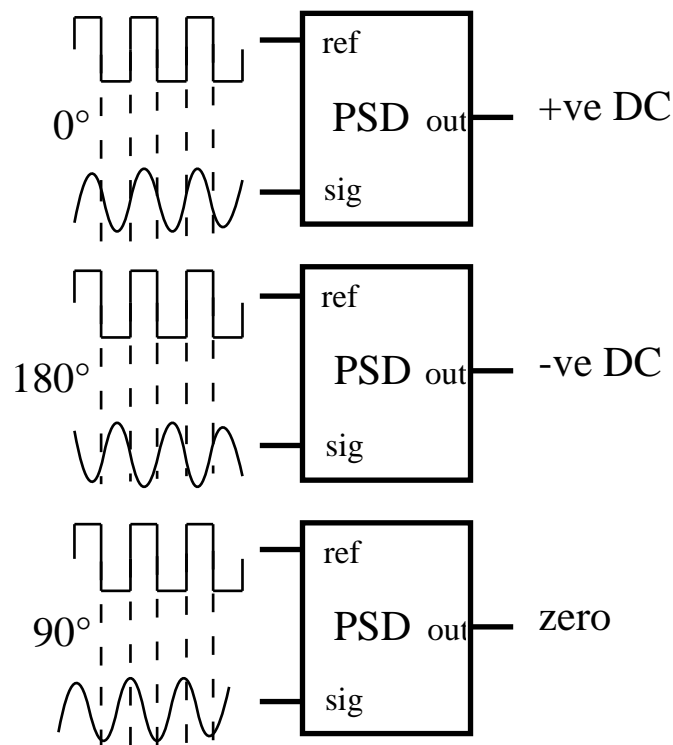 ref
0° PSD out +ve DC
sig
ref
180° PSD out -ve DC
sig
ref
90° PSD out zero
sig